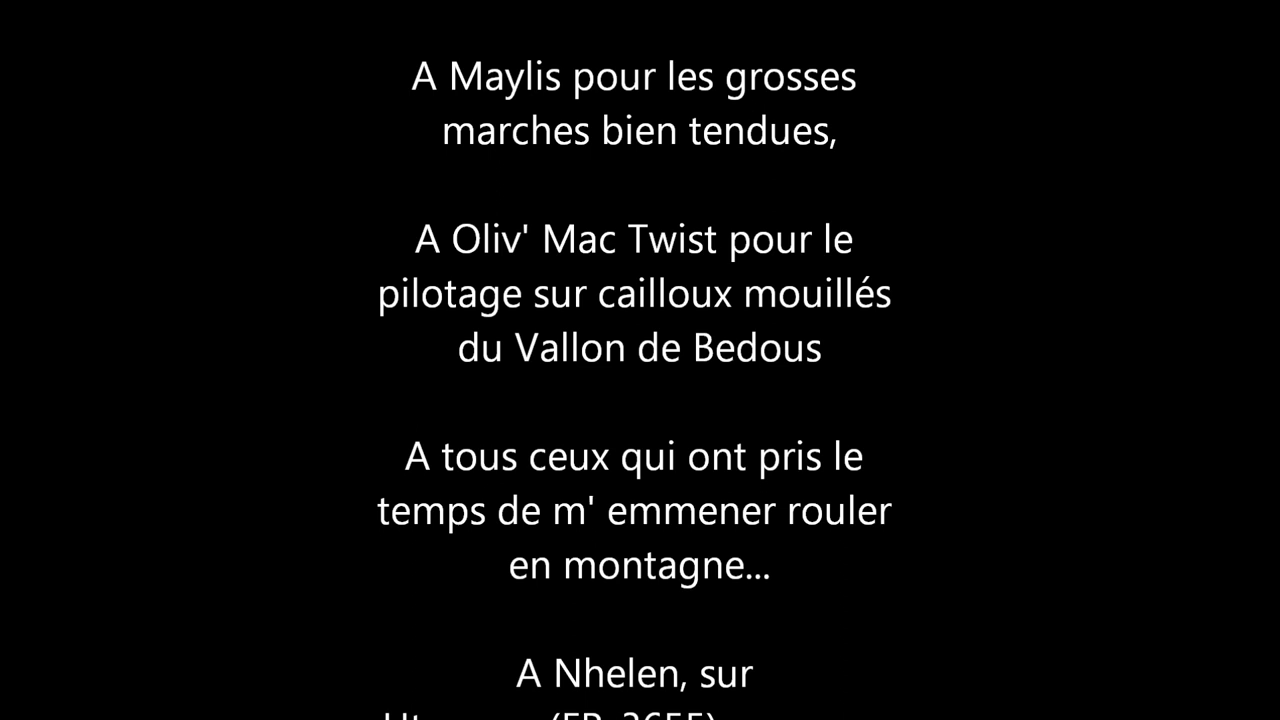 A Maylis pour les grosses
marches bien tendues,
A Oliv' Mac Twist pour le
pilotage sur cailloux mouillés
du Vallon de Bedous
A tous ceux qui ont pris le
temps de m' emmener rouler
en montagne...
A Nhelen, sur